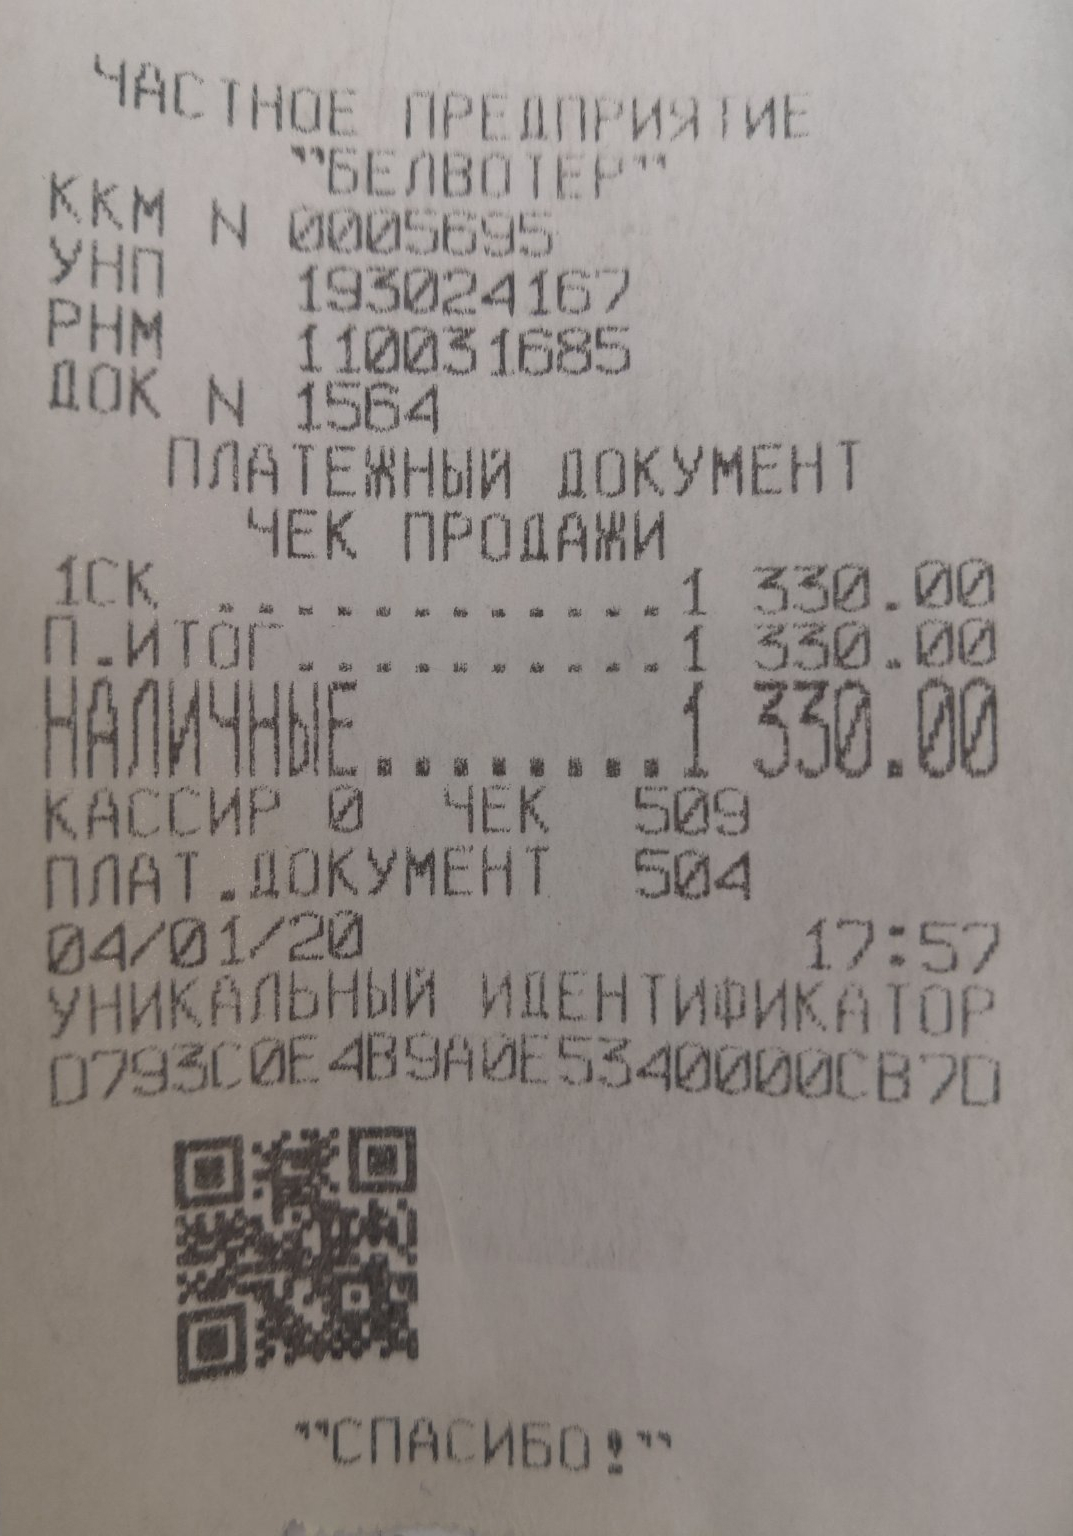 ЧАСТНОЕ ПРЕДПРИЯТИЕ
"БЕЛВОТЕР"
ККМ N 0005695
УНП 193024167
РНМ 110031685
ДОК N 1564
ПЛАТЕЖНЫЙ ДОКУМЕНТ
ЧЕК ПРОДАЖИ
1СК ............1 330.00
П.ИТОГ..........1 330.00
НАЛИЧНЫЕ........1 330.00
КАССИР 0 ЧЕК 509
ПЛАТ.ДОКУМЕНТ 504
04/01/20 17:57
УНИКАЛЬНЫЙ ИДЕНТИФИКАТОР
D793C0E4B9A0E5340000CB7D
"СПАСИБО!"